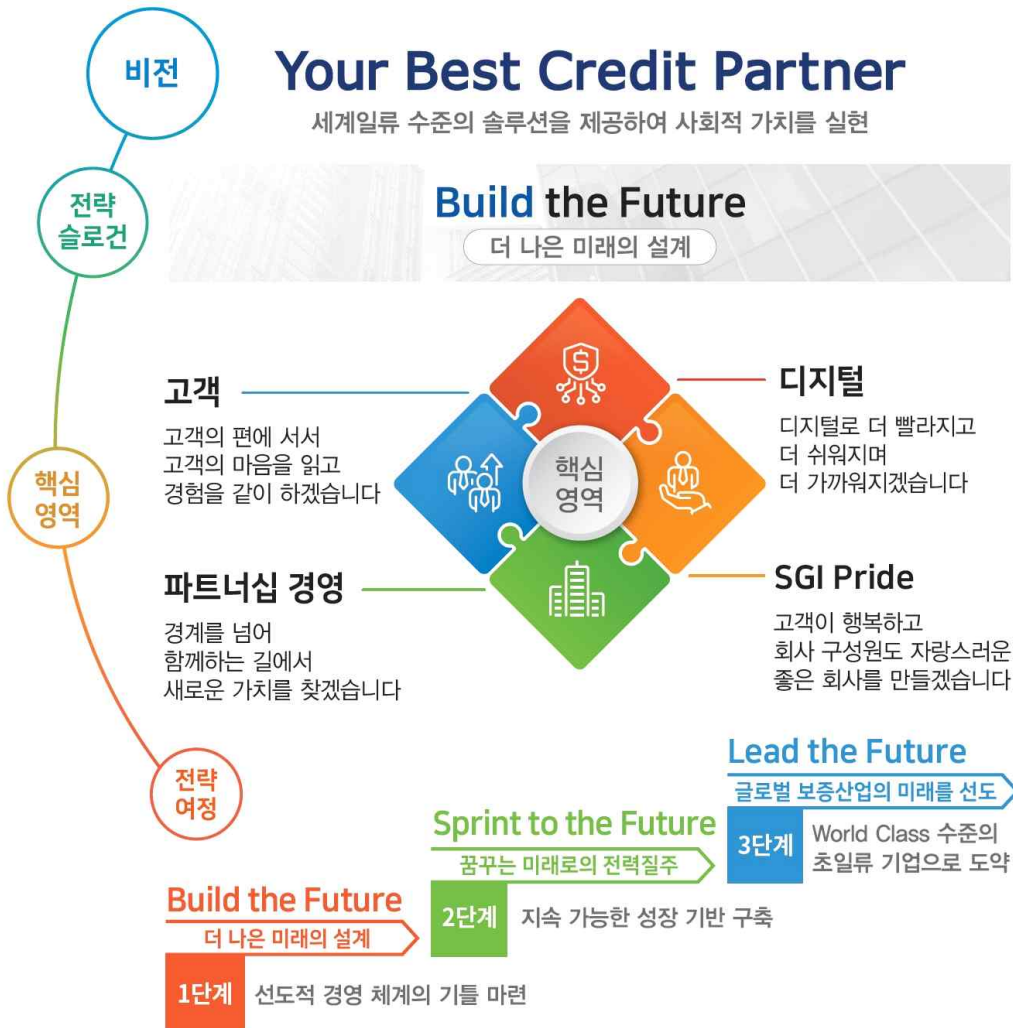 비전
Your Best Credit Partner
세계일류 수준의 솔루션을 제공하여 사회적 가치를 실현
전략
슬로건
Build the Future
더 나은 미래의 설계
핵심
영역
고객
고객의 편에 서서
고객의 마음을 읽고
경험을 같이 하겠습니다
디지털
디지털로 더 빨라지고
더 쉬워지며
더 가까워지겠습니다
핵심
영역
파트너십 경영
경계를 넘어
함께하는 길에서
새로운 가치를 찾겠습니다
SGI Pride
고객이 행복하고
회사 구성원도 자랑스러운
좋은 회사를 만들겠습니다
전략
여정
Build the Future
더 나은 미래의 설계
1단계
선도적 경영 체계의 기틀 마련
Sprint to the Future
꿈꾸는 미래로의 전력질주
2단계
지속 가능한 성장 기반 구축
Lead the Future
글로벌 보증산업의 미래를 선도
3단계
World Class 수준의
초일류 기업으로 도약